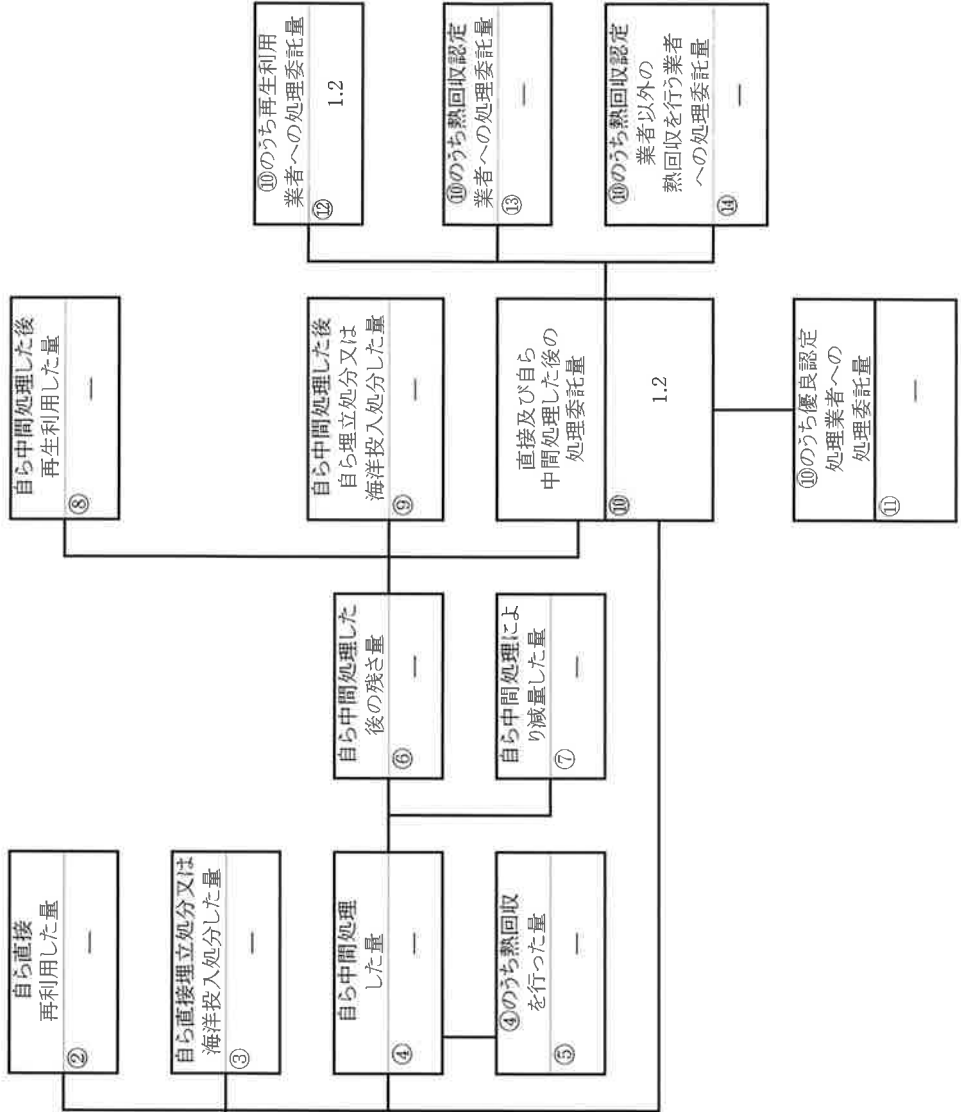 自ら直接
再利用した量
②
―
自ら直接埋立処分又は
海洋投入処分した量
③
―
自ら中間処理
した量
④
―
④のうち熱回収
を行った量
⑤
―
自ら中間処理した
後の残さ量
⑥
―
自ら中間処理によ
り減量した量
⑦
―
自ら中間処理した後
再生利用した量
⑧
―
自ら中間処理した後
自ら埋立処分又は
海洋投入処分した量
⑨
―
直接及び自ら
中間処理した後の
処理委託量
⑩
1.2
⑩のうち優良認定
処理業者への
処理委託量
⑪
―
⑩のうち再生利用
業者への処理委託量
⑫
1.2
⑩のうち熱回収認定
業者への処理委託量
⑬
―
⑩のうち熱回収認定
業者以外の
熱回収を行う業者
への処理委託量
⑭
―